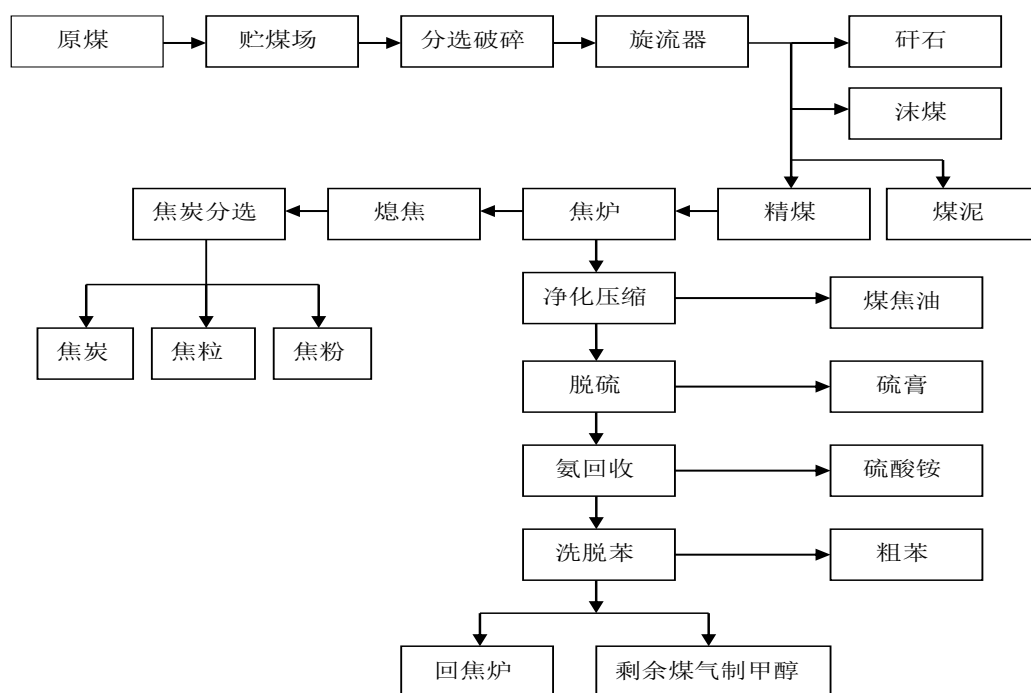 原煤
贮煤场
分选破碎
旋流器
矸石
沫煤
焦炭分选
熄焦
焦炉
精煤
煤泥
净化压缩
煤焦油
焦炭
焦粒
焦粉
脱硫
硫膏
氨回收
硫酸铵
洗脱苯
粗苯
回焦炉
剩余煤气制甲醇